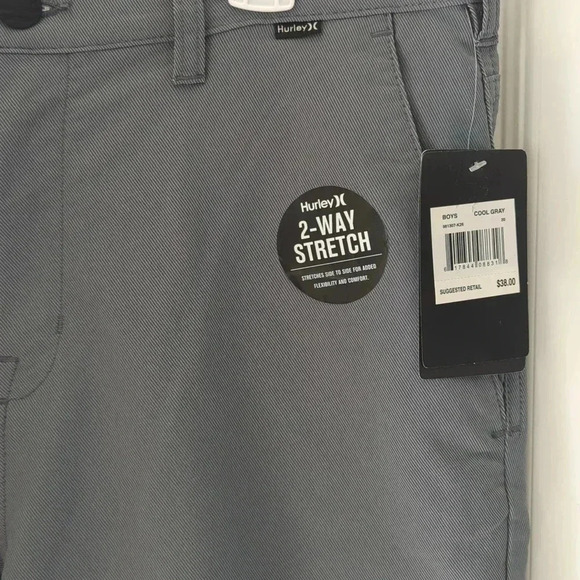 Hurley
Hurley
2-WAY
STRETCH
STRETCHES SIDE TO SIDE FOR ADDED
FLEXIBILITY AND COMFORT.
BOYS COOL GRAY
SUGGESTED RETAIL $38.00